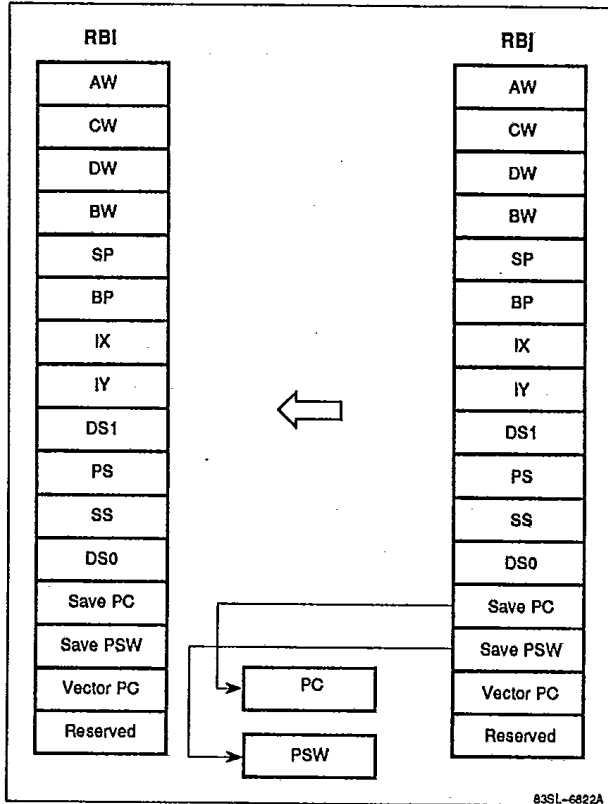 RBi
AW
CW
DW
BW
SP
BP
IX
IY
DS1
PS
SS
DS0
Save PC
Save PSW
Vector PC
Reserved
RBj
AW
CW
DW
BW
SP
BP
IX
IY
DS1
PS
SS
DS0
Save PC
Save PSW
Vector PC
Reserved
PC
PSW
83SL-6822A